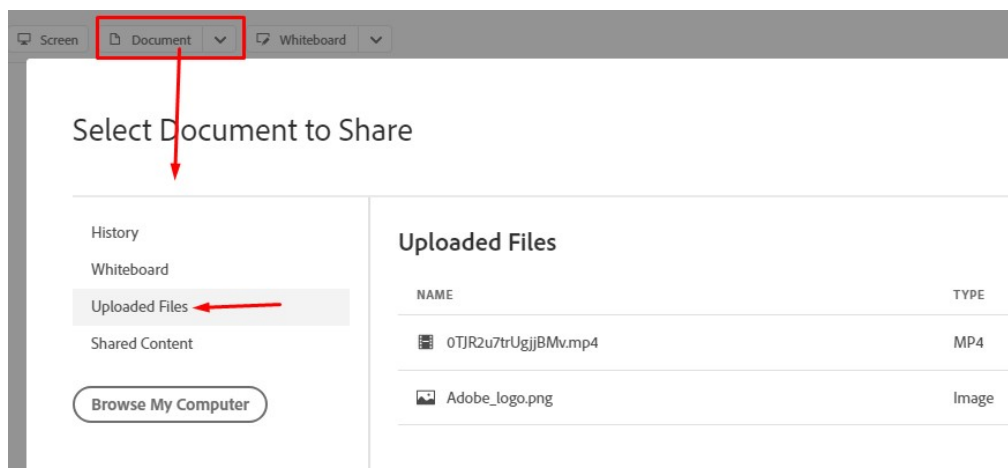 Screen Document Whiteboard
Select Document to Share
History
Whiteboard
Uploaded Files
Shared Content
Browse My Computer
Uploaded Files
NAME TYPE
0TJR2u7trUgjjBMv.mp4 MP4
Adobe_logo.png Image